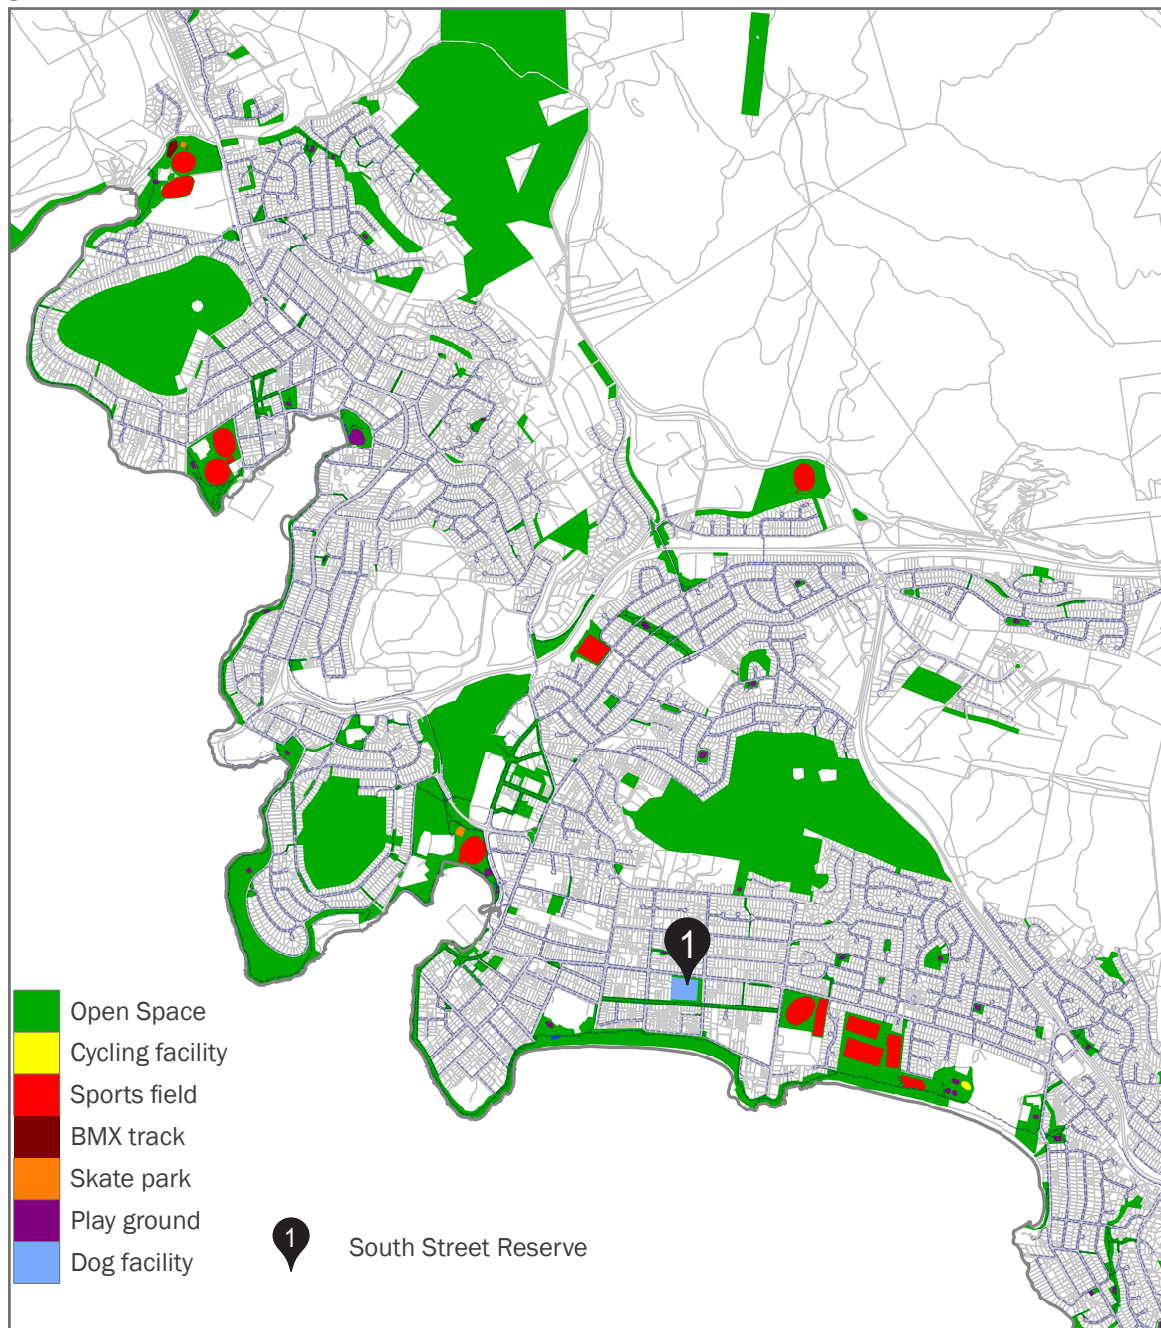 1
Open Space
Cycling facility
Sports field
BMX track
Skate park
Play ground
Dog facility
1 South Street Reserve